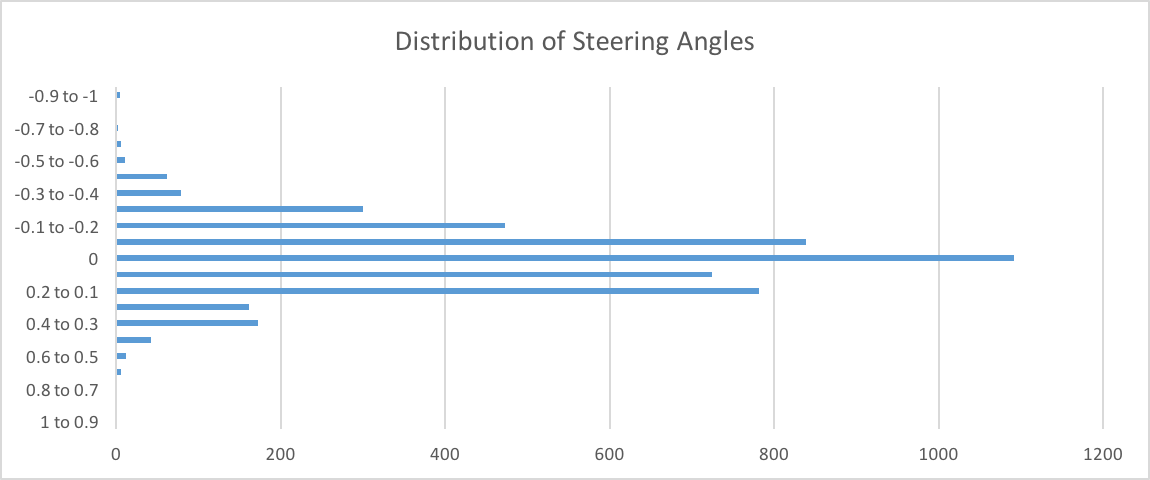 Distribution of Steering Angles
-0.9 to -1
-0.7 to -0.8
-0.5 to -0.6
-0.3 to -0.4
-0.1 to -0.2
0
0.2 to 0.1
0.4 to 0.3
0.6 to 0.5
0.8 to 0.7
1 to 0.9
0 200 400 600 800 1000 1200